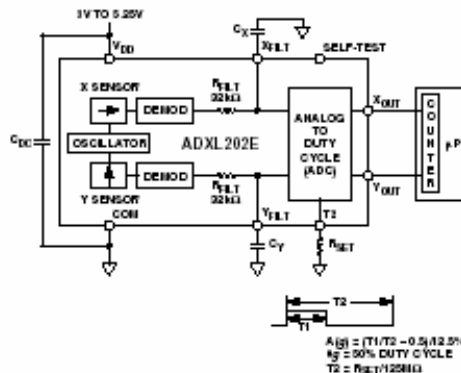 3V TO 5.25V
CX
VDD
XFILT
SELF-TEST
X SENSOR
RFILT
32kΩ
DEMOD
XOUT
CDC
OSCILLATOR
ADXL202E
ANALOG
TO
DUTY
CYCLE
(ADC)
COUNTER
µP
DEMOD
RFILT
32kΩ
YOUT
Y SENSOR
COM
YFILT
T2
CY
RSET
T2
T1
A(g) = (T1/T2 – 0.5)/12.5%
0g = 50% DUTY CYCLE
T2 = RSET/125MΩ